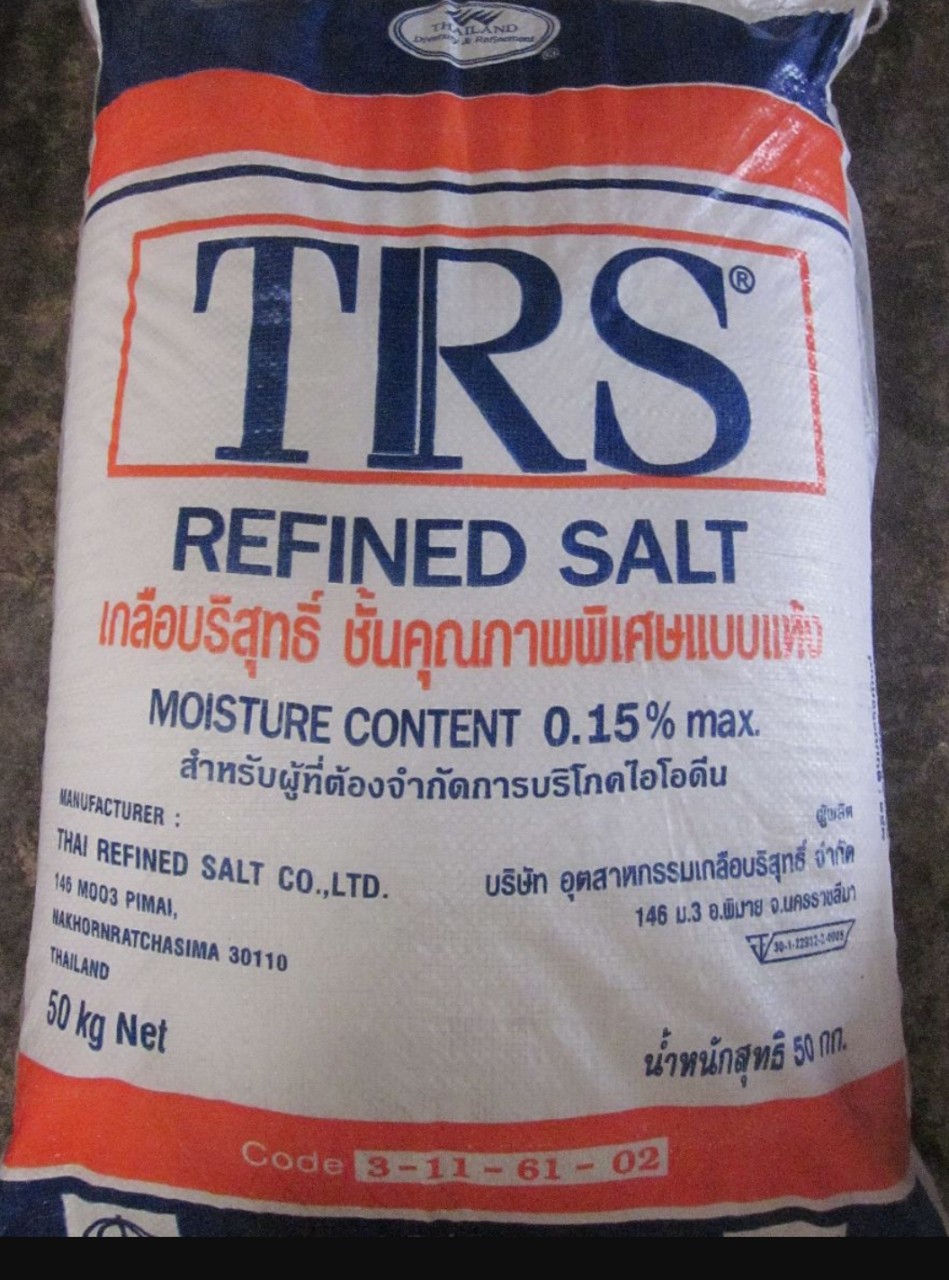 THAILAND
TRS®
REFINED SALT
เกลือบริสุทธิ์ ชั้นคุณภาพพิเศษแบบแห้ง
MOISTURE CONTENT 0.15% max.
สำหรับผู้ที่ต้องจำกัดการบริโภคไอโอดีน
MANUFACTURER :
THAI REFINED SALT CO.,LTD.
146 MOO3 PIMAI,
NAKHORNRATCHASIMA 30110
THAILAND
50 kg Net
ผู้ผลิต
บริษัท อุตสาหกรรมเกลือบริสุทธิ์ จำกัด
146 ม.3 อ.พิมาย จ.นครราชสีมา
น้ำหนักสุทธิ 50 กก.
Code 3-11-61-02